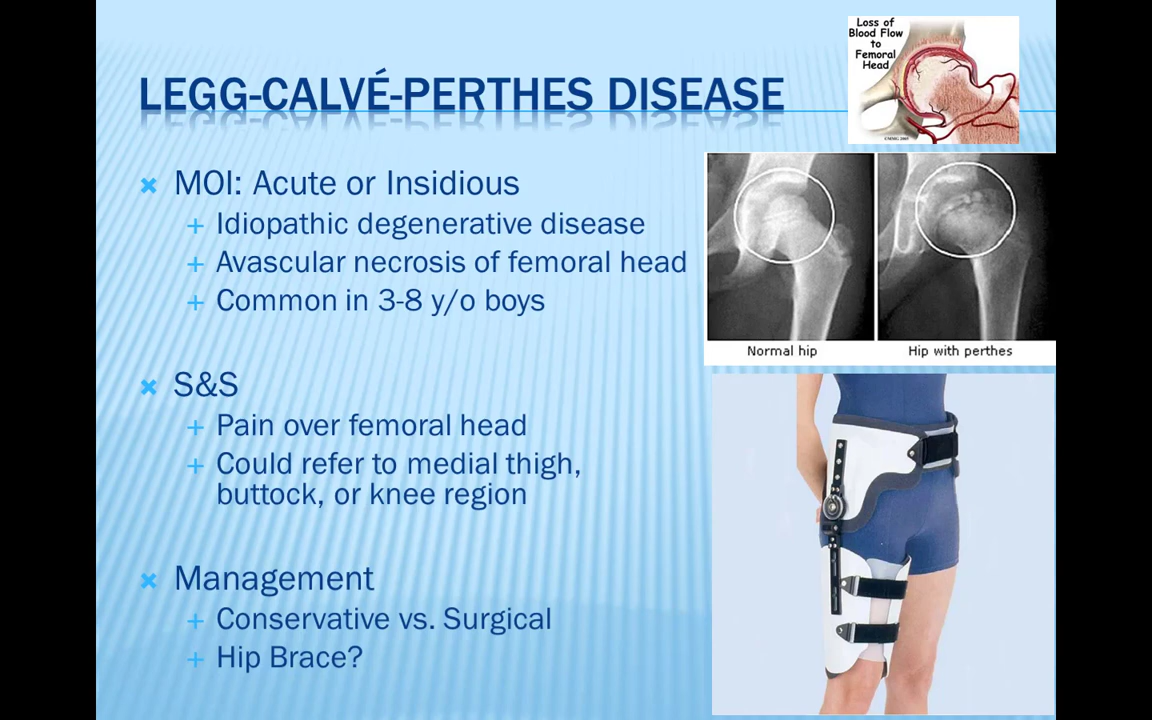 Loss of
Blood Flow
to
Femoral
Head
LEGG-CALVÉ-PERTHES DISEASE
MOI: Acute or Insidious
Idiopathic degenerative disease
Avascular necrosis of femoral head
Common in 3-8 y/o boys
Normal hip
Hip with perthes
S&S
Pain over femoral head
Could refer to medial thigh,
buttock, or knee region
Management
Conservative vs. Surgical
Hip Brace?